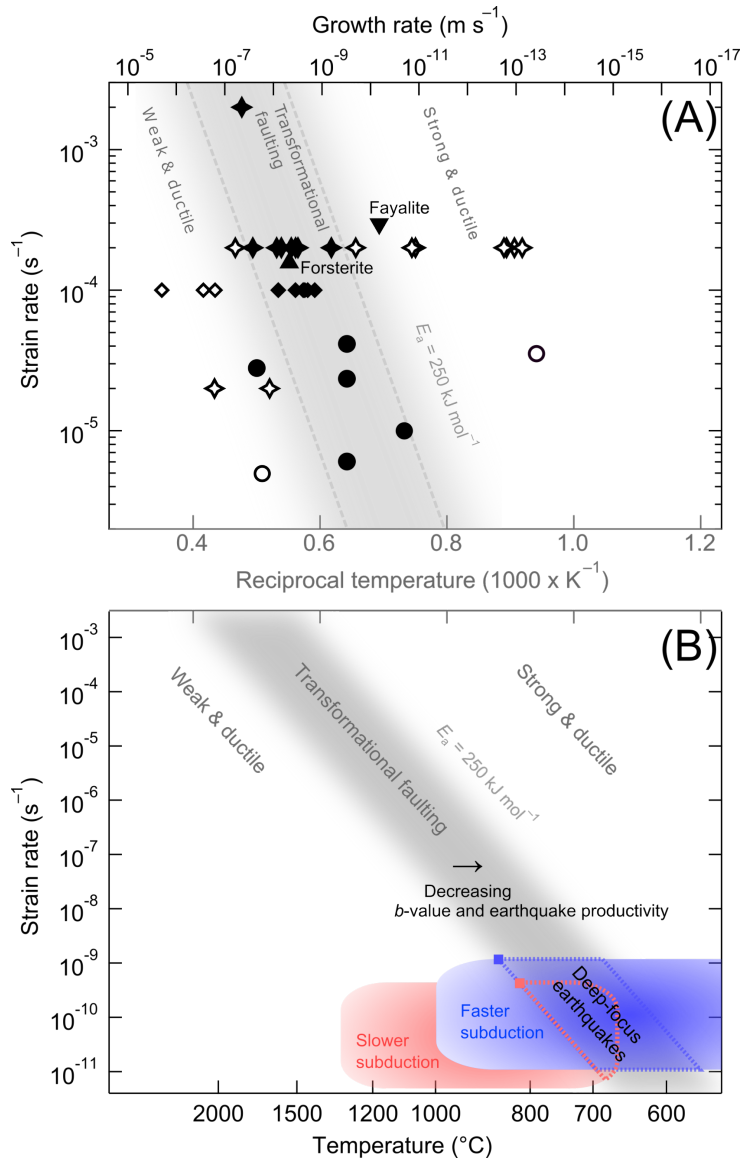 Growth rate (m s⁻¹)
10⁻⁵ 10⁻⁷ 10⁻⁹ 10⁻¹¹ 10⁻¹³ 10⁻¹⁵ 10⁻¹⁷
(A)
Weak & ductile
Transformational
faulting
Strong & ductile
Fayalite
Forsterite
Eₐ = 250 kJ mol⁻¹
10⁻³
10⁻⁴
10⁻⁵
Strain rate (s⁻¹)
0.4 0.6 0.8 1.0 1.2
Reciprocal temperature (1000 x K⁻¹)
(B)
Weak & ductile
Transformational faulting
Strong & ductile
Eₐ = 250 kJ mol⁻¹
10⁻³
10⁻⁴
10⁻⁵
10⁻⁶
10⁻⁷
10⁻⁸
10⁻⁹
10⁻¹⁰
10⁻¹¹
Strain rate (s⁻¹)
→
Decreasing
b-value and earthquake productivity
Deep-focus
earthquakes
Faster
subduction
Slower
subduction
2000 1500 1200 1000 800 700 600
Temperature (°C)